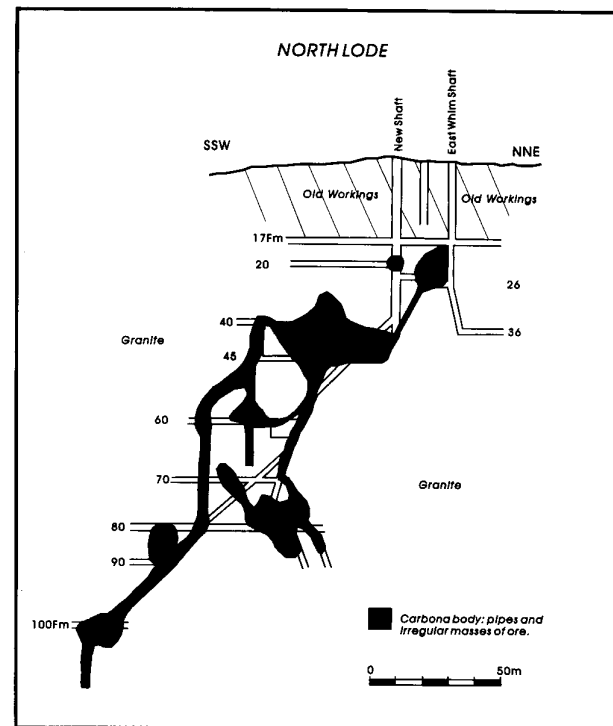 NORTH LODE
New Shaft
East Whim Shaft
SSW
NNE
Old Workings
Old Workings
17Fm
20
26
36
40
Granite
45
60
70
Granite
80
90
100Fm
Carbona body: pipes and
irregular masses of ore.
0
50m